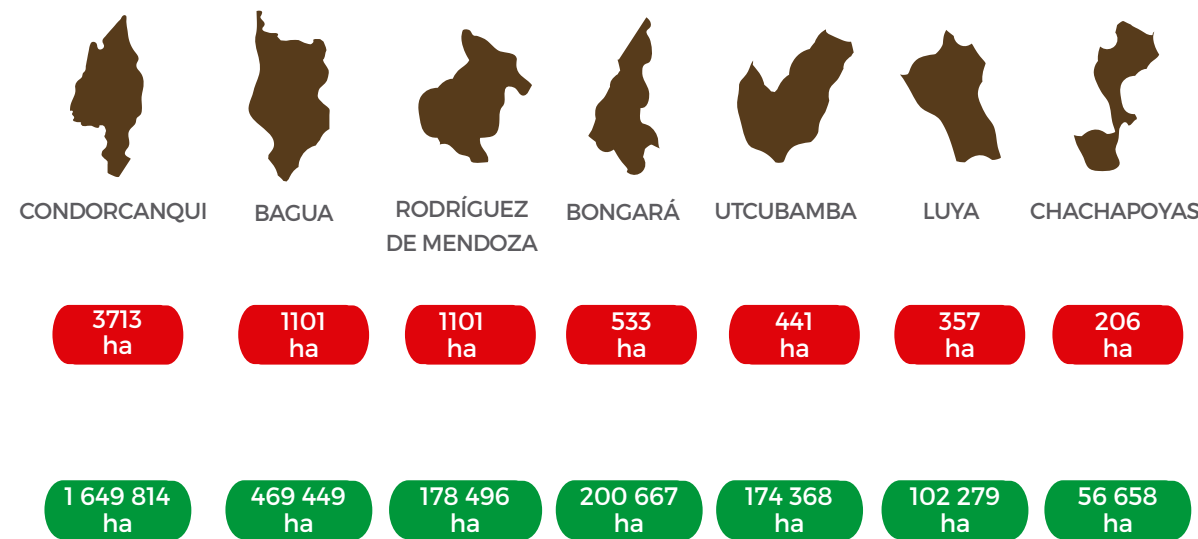 CONDORCANQUI
BAGUA
RODRÍGUEZ
DE MENDOZA
BONGARÁ
UTCUBAMBA
LUYA
CHACHAPOYAS
3713
ha
1101
ha
1101
ha
533
ha
441
ha
357
ha
206
ha
1 649 814
ha
469 449
ha
178 496
ha
200 667
ha
174 368
ha
102 279
ha
56 658
ha